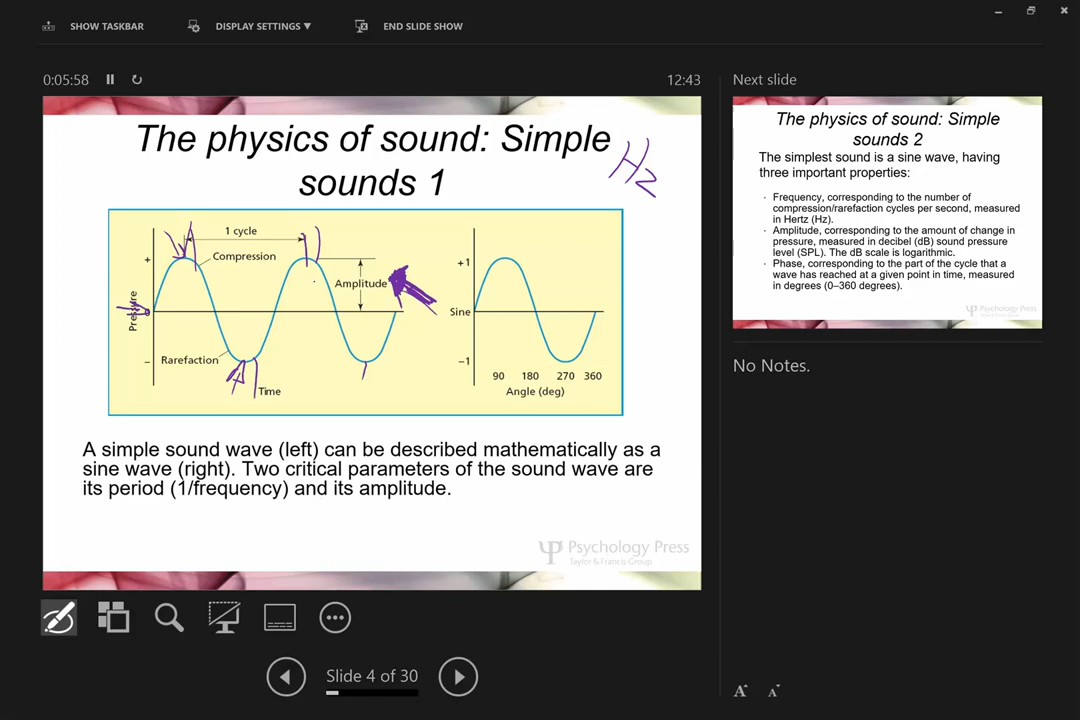 SHOW TASKBAR
DISPLAY SETTINGS ▼
END SLIDE SHOW
0:05:58
12:43
The physics of sound: Simple
sounds 1
Hz
1 cycle
Compression
Amplitude
Pressure
+
–
Rarefaction
Time
+1
Sine
–1
90 180 270 360
Angle (deg)
A simple sound wave (left) can be described mathematically as a
sine wave (right). Two critical parameters of the sound wave are
its period (1/frequency) and its amplitude.
Psychology Press
Taylor & Francis Group
Slide 4 of 30
Next slide
The physics of sound: Simple
sounds 2
The simplest sound is a sine wave, having
three important properties:
· Frequency, corresponding to the number of
compression/rarefaction cycles per second, measured
in Hertz (Hz).
· Amplitude, corresponding to the amount of change in
pressure, measured in decibel (dB) sound pressure
level (SPL). The dB scale is logarithmic.
· Phase, corresponding to the part of the cycle that a
wave has reached at a given point in time, measured
in degrees (0–360 degrees).
Psychology Press
No Notes.
A A